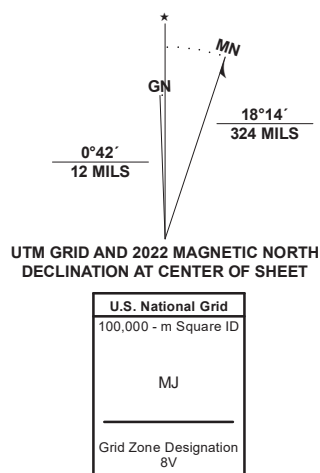 ★
MN
GN
18°14´
324 MILS
0°42´
12 MILS
UTM GRID AND 2022 MAGNETIC NORTH
DECLINATION AT CENTER OF SHEET
U.S. National Grid
100,000 - m Square ID
MJ
Grid Zone Designation
8V